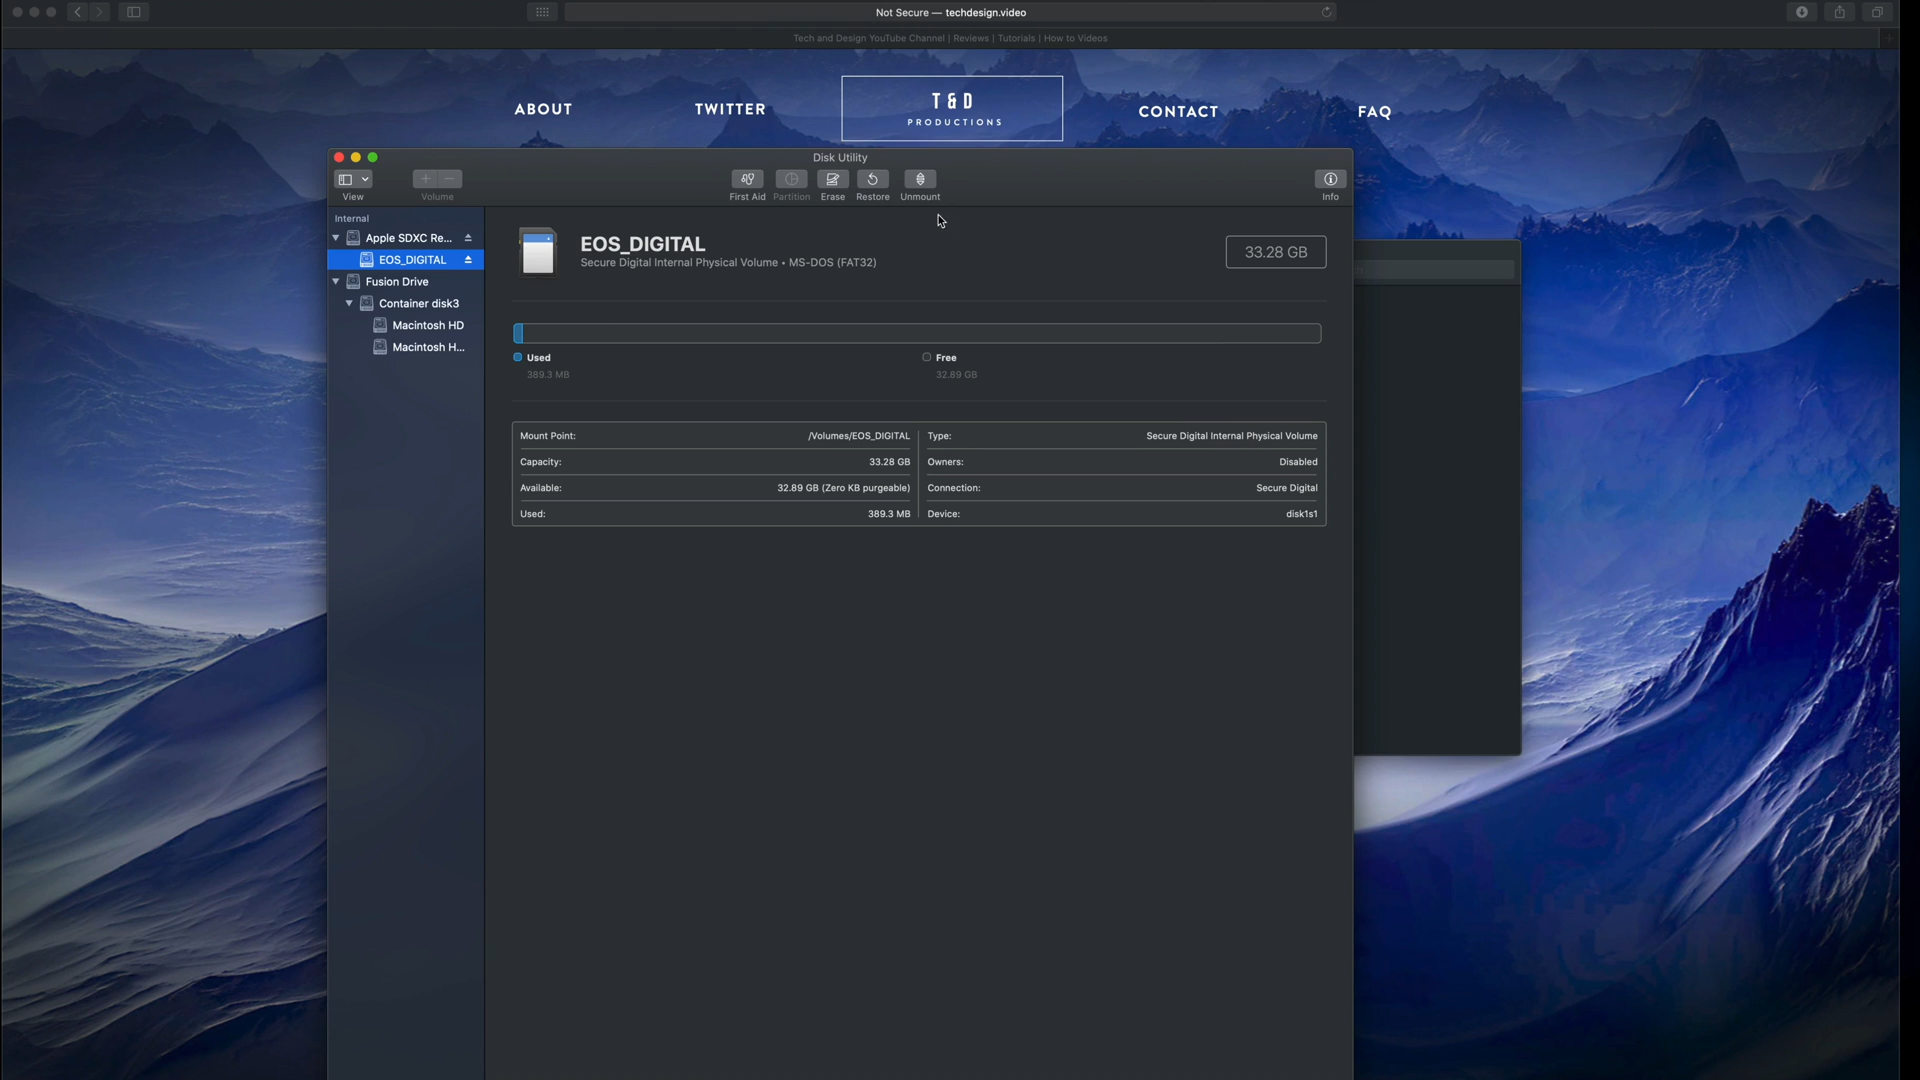 Not Secure — techdesign.video
Tech and Design YouTube Channel | Reviews | Tutorials | How to Videos
ABOUT
TWITTER
T & D
PRODUCTIONS
CONTACT
FAQ
Disk Utility
View
Volume
First Aid
Partition
Erase
Restore
Unmount
Info
Internal
Apple SDXC Re...
EOS_DIGITAL
Fusion Drive
Container disk3
Macintosh HD
Macintosh H...
EOS_DIGITAL
Secure Digital Internal Physical Volume • MS-DOS (FAT32)
33.28 GB
Used
389.3 MB
Free
32.89 GB
Mount Point: /Volumes/EOS_DIGITAL
Capacity: 33.28 GB
Available: 32.89 GB (Zero KB purgeable)
Used: 389.3 MB
Type: Secure Digital Internal Physical Volume
Owners: Disabled
Connection: Secure Digital
Device: disk1s1